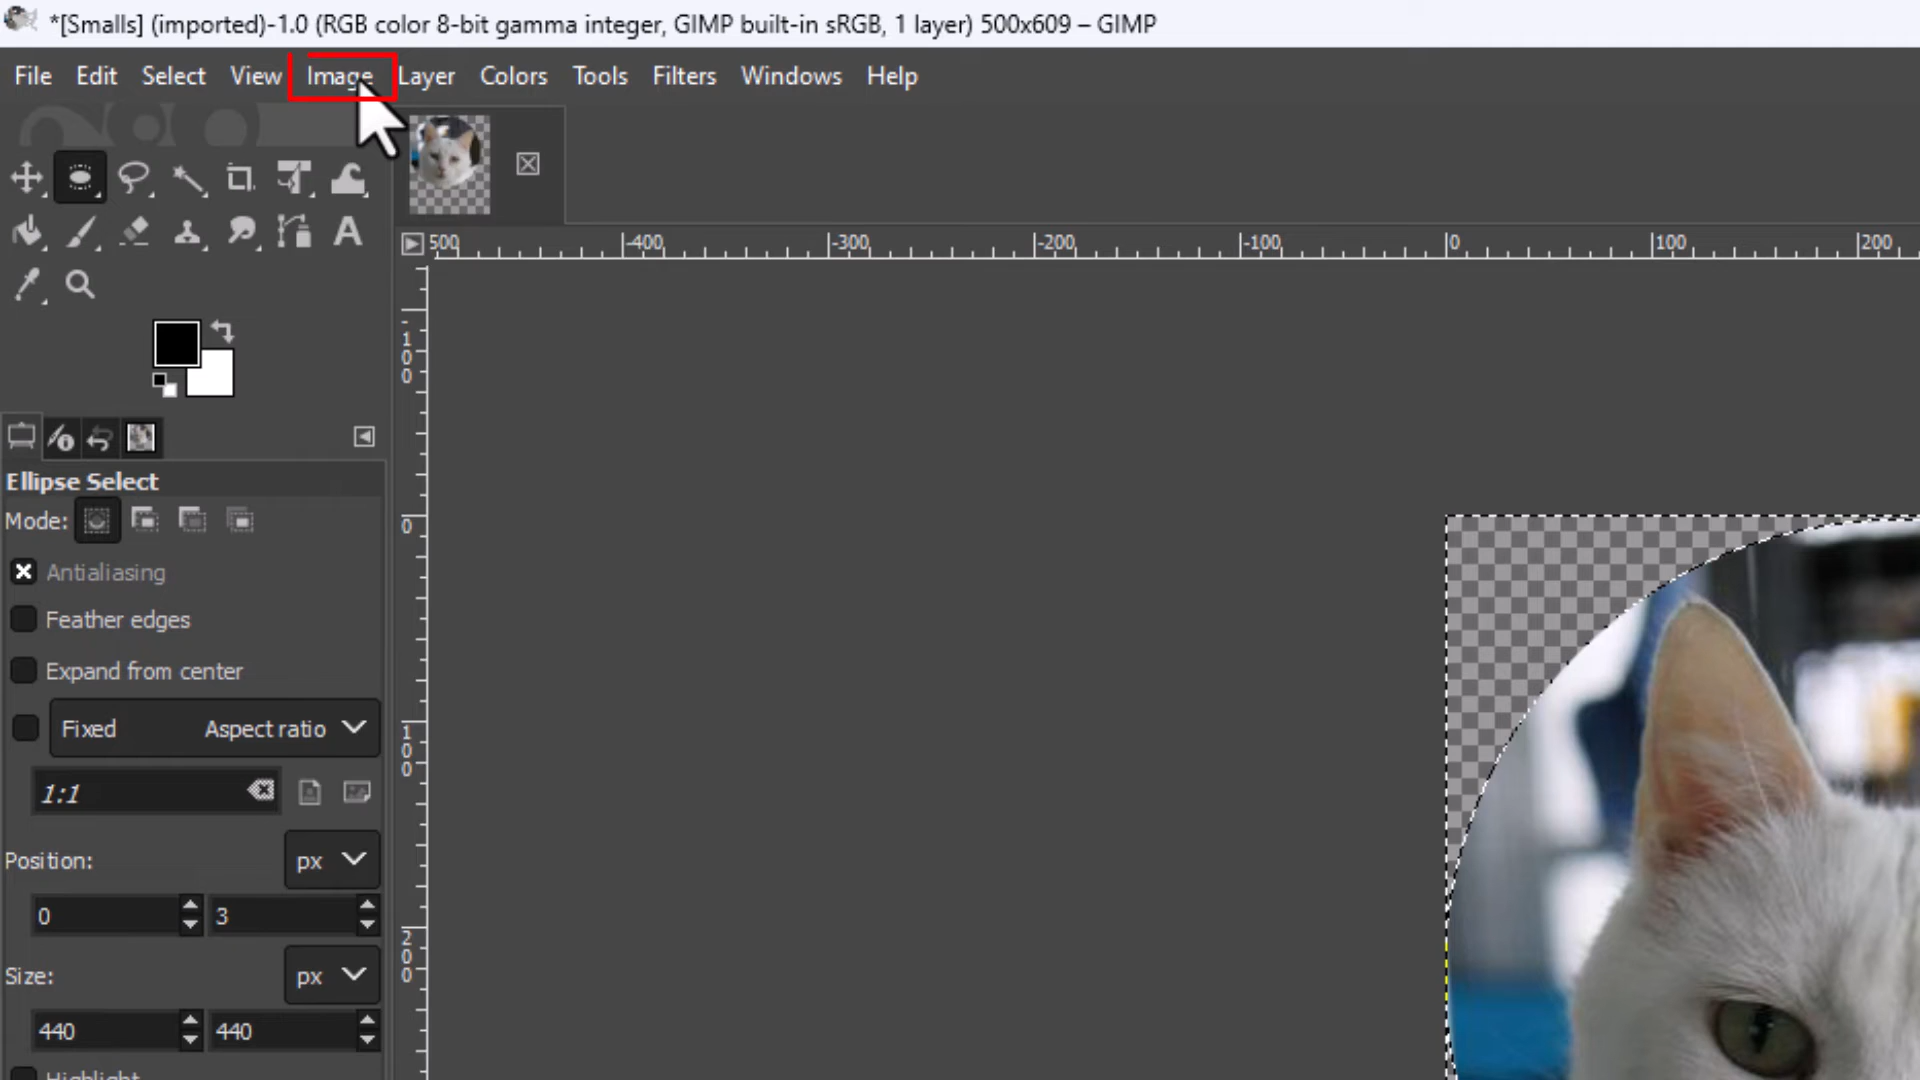 *[Smalls] (imported)-1.0 (RGB color 8-bit gamma integer, GIMP built-in sRGB, 1 layer) 500x609 – GIMP
File Edit Select View Image Layer Colors Tools Filters Windows Help
500 -400 -300 -200 -100 0 100 200
-100
0
100
200
Ellipse Select
Mode:
Antialiasing
Feather edges
Expand from center
Fixed Aspect ratio
1:1
Position: px
0 3
Size: px
440 440
Highlight